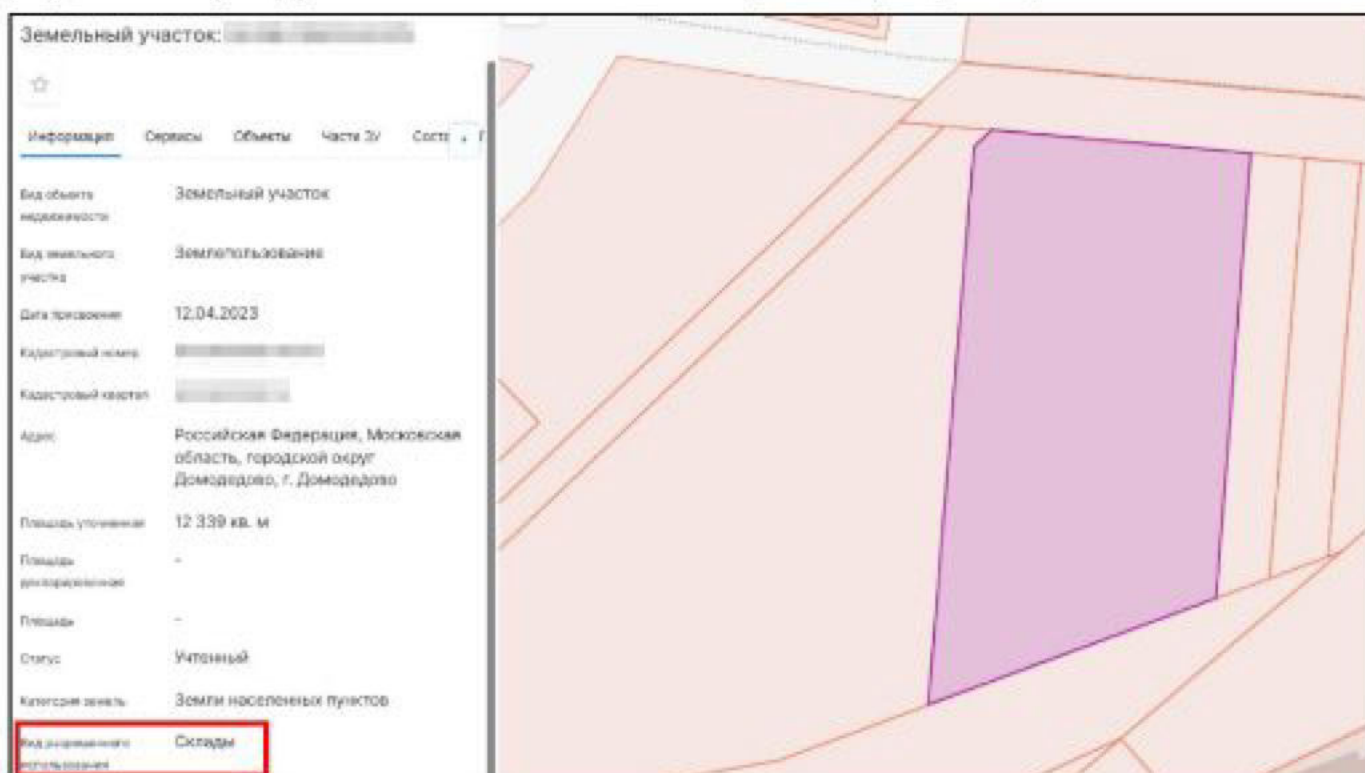 Земельный участок:
Информация Сервисы Объекты Части ЗУ Соста
Вид объекта недвижимости
Земельный участок
Вид земельного участка
Землепользование
Дата присвоения
12.04.2023
Кадастровый номер
Кадастровый квартал
Адрес
Российская Федерация, Московская
область, городской округ
Домодедово, г. Домодедово
Площадь уточненная
12 339 кв. м
Площадь
декларированная
-
Площадь
-
Статус
Учтенный
Категория земель
Земли населенных пунктов
Вид разрешенного
использования
Склады